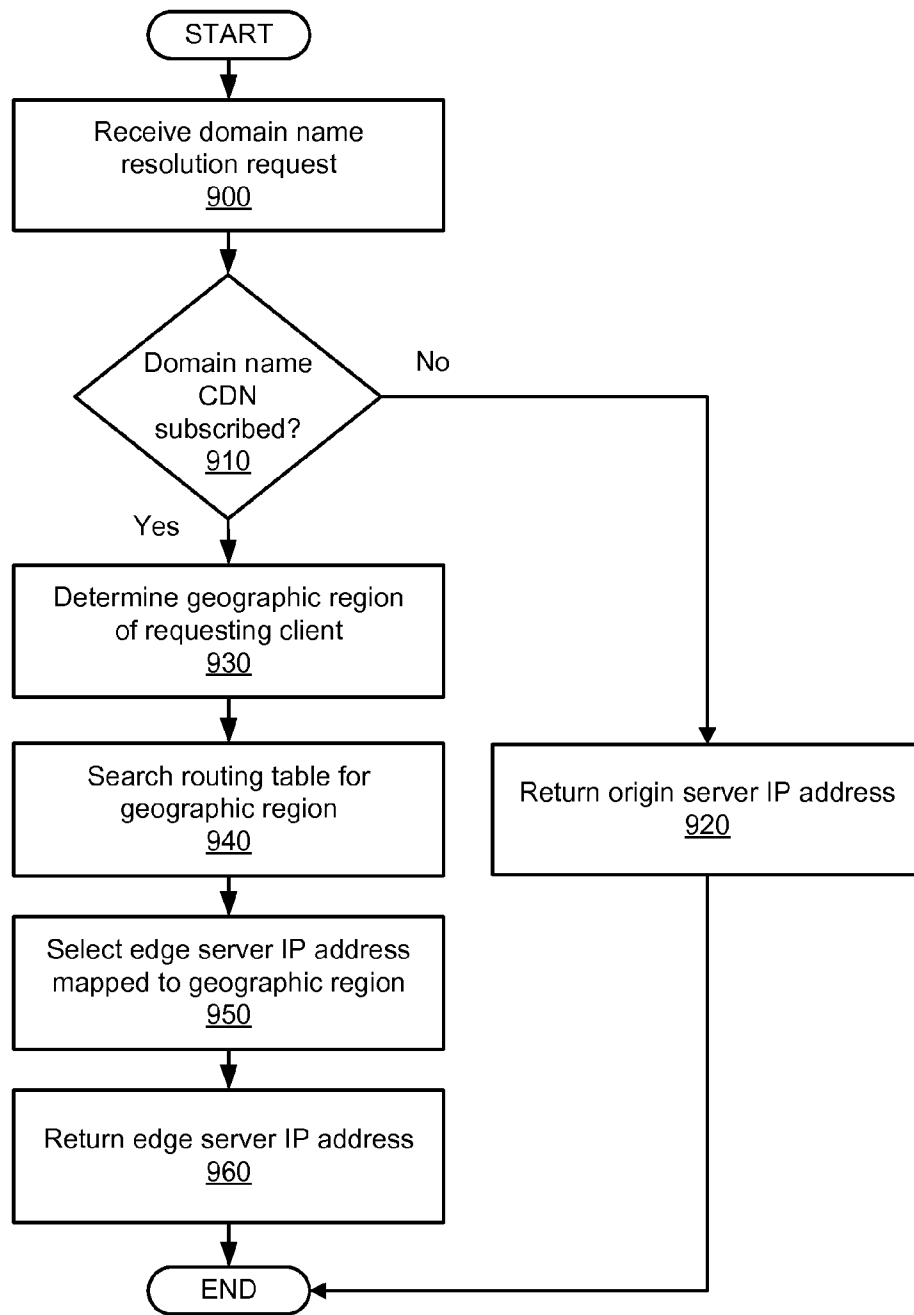 START
Receive domain name
resolution request
900
Domain name
CDN
subscribed?
910
No
Yes
Determine geographic region
of requesting client
930
Search routing table for
geographic region
940
Return origin server IP address
920
Select edge server IP address
mapped to geographic region
950
Return edge server IP address
960
END